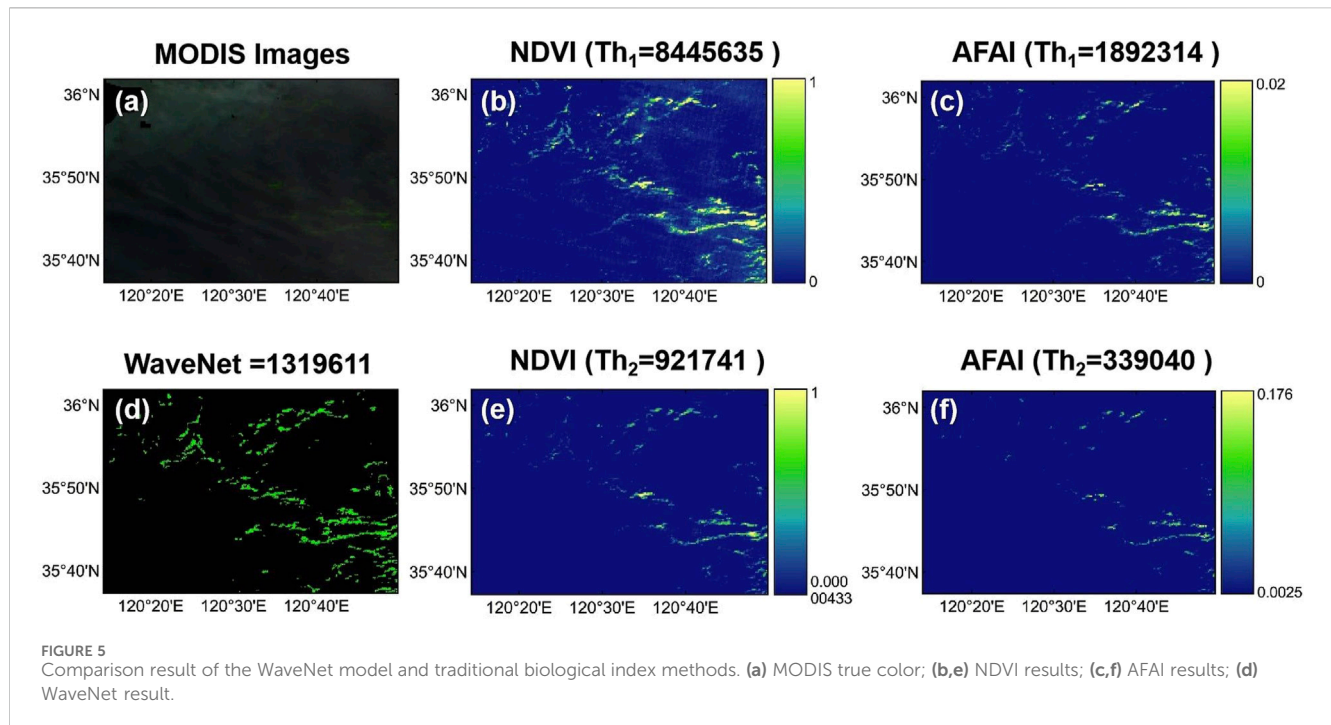 MODIS Images
NDVI (Th1=8445635 )
AFAI (Th1=1892314 )
(a)
(b)
(c)
36°N
35°50'N
35°40'N
120°20'E 120°30'E 120°40'E
36°N
35°50'N
35°40'N
120°20'E 120°30'E 120°40'E
1
0
36°N
35°50'N
35°40'N
120°20'E 120°30'E 120°40'E
0.02
0
WaveNet =1319611
NDVI (Th2=921741 )
AFAI (Th2=339040 )
(d)
(e)
(f)
36°N
35°50'N
35°40'N
120°20'E 120°30'E 120°40'E
36°N
35°50'N
35°40'N
120°20'E 120°30'E 120°40'E
1
0.000
00433
36°N
35°50'N
35°40'N
120°20'E 120°30'E 120°40'E
0.176
0.0025
FIGURE 5
Comparison result of the WaveNet model and traditional biological index methods. (a) MODIS true color; (b,e) NDVI results; (c,f) AFAI results; (d)
WaveNet result.